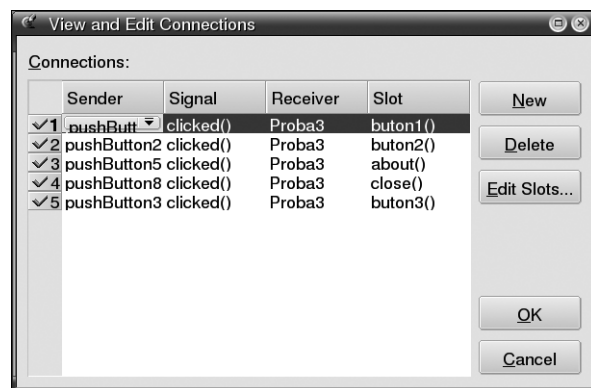 View and Edit Connections
Connections:
Sender Signal Receiver Slot
1 pushButt clicked() Proba3 buton1()
2 pushButton2 clicked() Proba3 buton2()
3 pushButton5 clicked() Proba3 about()
4 pushButton8 clicked() Proba3 close()
5 pushButton3 clicked() Proba3 buton3()
New
Delete
Edit Slots...
OK
Cancel